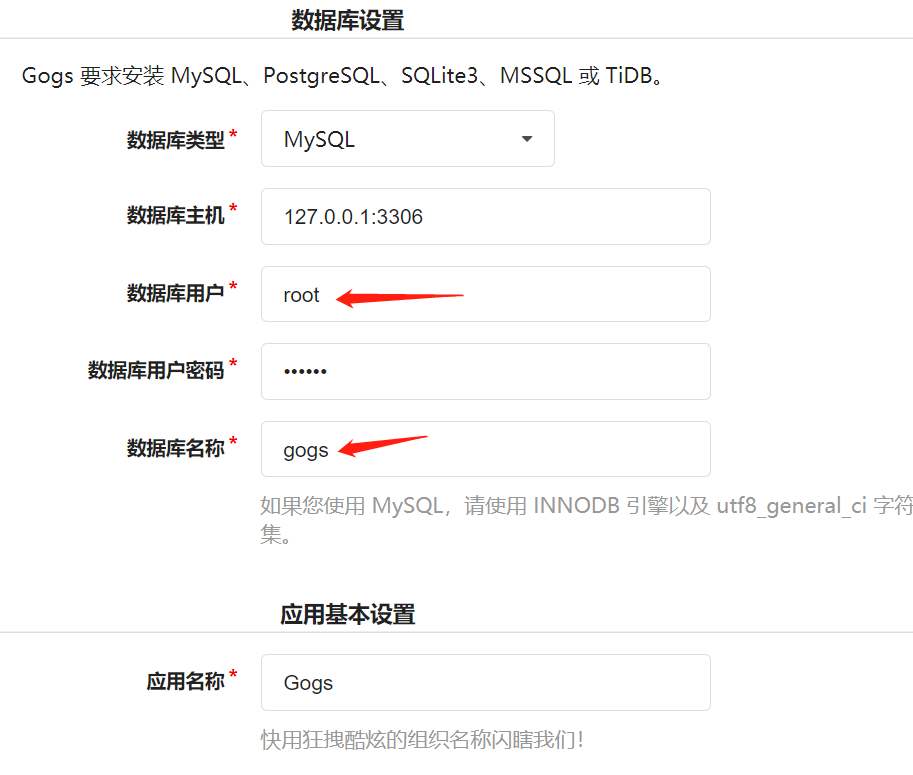 数据库设置
Gogs 要求安装 MySQL、PostgreSQL、SQLite3、MSSQL 或 TiDB。
数据库类型* MySQL
数据库主机* 127.0.0.1:3306
数据库用户* root
数据库用户密码* ••••••
数据库名称* gogs
如果您使用 MySQL，请使用 INNODB 引擎以及 utf8_general_ci 字符
集。
应用基本设置
应用名称* Gogs
快用狂拽酷炫的组织名称闪瞎我们！